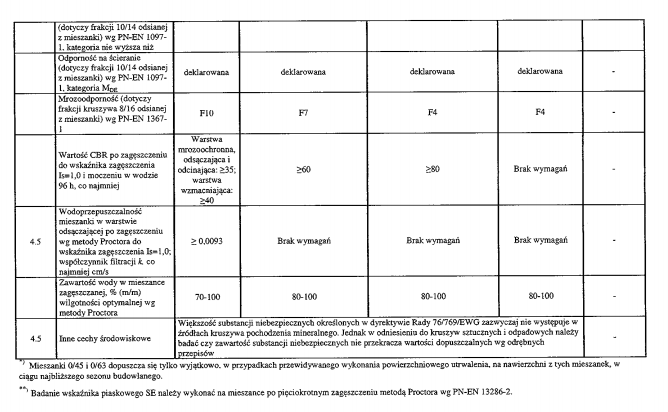 (dotyczy frakcji 10/14 odsianej
z mieszanki) wg PN-EN 1097-
1, kategoria nie wyższa niż
Odporność na ścieranie
(dotyczy frakcji 10/14 odsianej
z mieszanki) wg PN-EN 1097-
1, kategoria MDE
deklarowana
deklarowana
deklarowana
deklarowana
-
Mrozoodporność (dotyczy
frakcji kruszywa 8/16 odsianej
z mieszanki) wg PN-EN 1367-
1
F10
F7
F4
F4
-
Wartość CBR po zagęszczeniu
do wskaźnika zagęszczenia
Is=1,0 i moczeniu w wodzie
96 h, co najmniej
Warstwa
mrozoochronna,
odsączająca i
odcinająca: ≥35;
warstwa
wzmacniająca:
≥40
≥60
≥80
Brak wymagań
-
4.5
Wodoprzepuszczalność
mieszanki w warstwie
odsączającej po zagęszczeniu
wg metody Proctora do
wskaźnika zagęszczenia Is=1,0;
współczynnik filtracji k, co
najmniej cm/s
≥ 0,0093
Brak wymagań
Brak wymagań
Brak wymagań
-
Zawartość wody w mieszance
zagęszczanej, % (m/m)
wilgotności optymalnej wg
metody Proctora
70-100
80-100
80-100
80-100
-
4.5
Inne cechy środowiskowe
Większość substancji niebezpiecznych określonych w dyrektywie Rady 76/769/EWG zazwyczaj nie występuje w
źródłach kruszywa pochodzenia mineralnego. Jednak w odniesieniu do kruszyw sztucznych i odpadowych należy
badać czy zawartość substancji niebezpiecznych nie przekracza wartości dopuszczalnych wg odrębnych
przepisów
*) Mieszanki 0/45 i 0/63 dopuszcza się tylko wyjątkowo, w przypadkach przewidywanego wykonania powierzchniowego utrwalenia, na nawierzchni z tych mieszanek, w
ciągu najbliższego sezonu budowlanego.
**) Badanie wskaźnika piaskowego SE należy wykonać na mieszance po pięciokrotnym zagęszczeniu metodą Proctora wg PN-EN 13286-2.